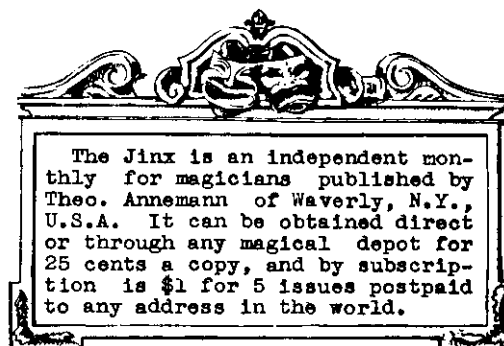 The Jinx is an independent mon-
thly for magicians published by
Theo. Annemann of Waverly, N.Y.,
U.S.A. It can be obtained direct
or through any magical depot for
25 cents a copy, and by subscrip-
tion is $1 for 5 issues postpaid
to any address in the world.